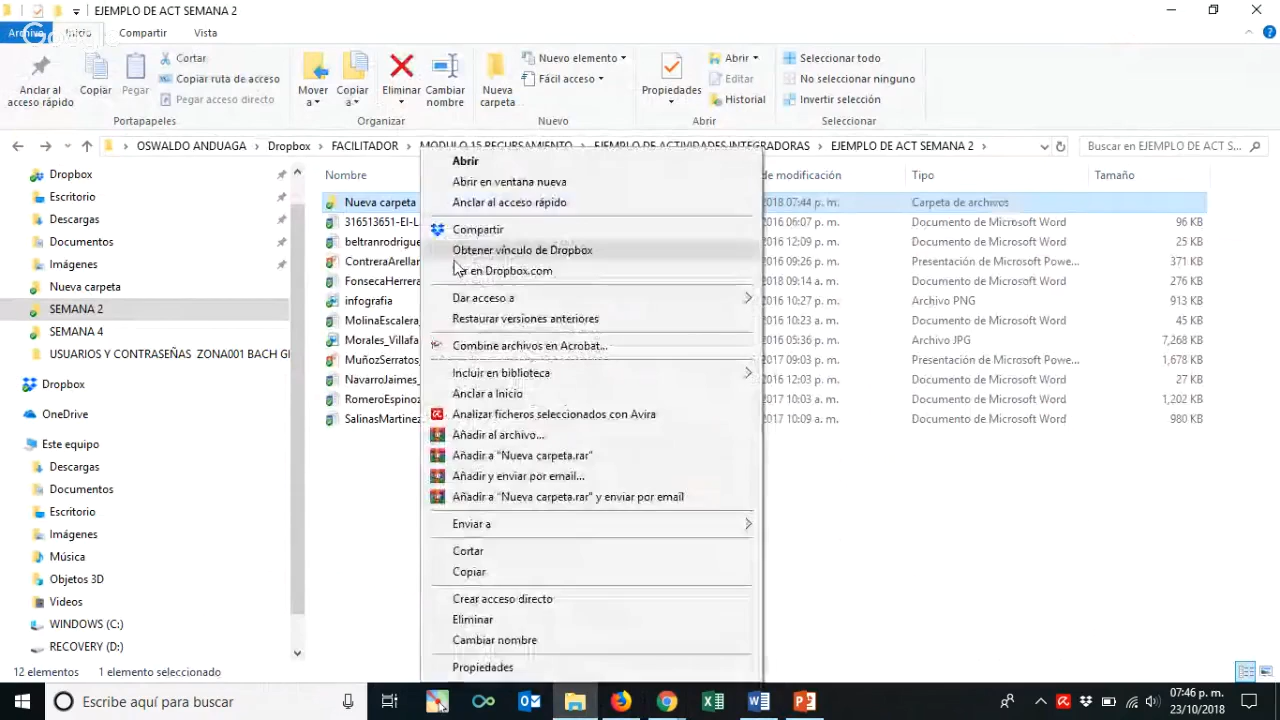 EJEMPLO DE ACT SEMANA 2
Archivo Inicio Compartir Vista
Anclar al acceso rápido
Copiar
Pegar
Cortar
Copiar ruta de acceso
Pegar acceso directo
Portapapeles
Mover a
Copiar a
Eliminar
Cambiar nombre
Organizar
Nueva carpeta
Nuevo elemento
Fácil acceso
Nuevo
Propiedades
Abrir
Editar
Historial
Abrir
Seleccionar todo
No seleccionar ninguno
Invertir selección
Seleccionar
OSWALDO ANDUAGA > Dropbox > FACILITADOR > MODULO 15 RECURSAMIENTO > EJEMPLO DE ACTIVIDADES INTEGRADORAS > EJEMPLO DE ACT SEMANA 2 >
Buscar en EJEMPLO DE ACT S...
Dropbox
Escritorio
Descargas
Documentos
Imágenes
Nueva carpeta
SEMANA 2
SEMANA 4
USUARIOS Y CONTRASEÑAS ZONA001 BACH GI
Dropbox
OneDrive
Este equipo
Descargas
Documentos
Escritorio
Imágenes
Música
Objetos 3D
Videos
WINDOWS (C:)
RECOVERY (D:)
Nombre de modificación Tipo Tamaño
Nueva carpeta 2018 07:44 p. m. Carpeta de archivos
316513651-EI-L 2016 06:07 p. m. Documento de Microsoft Word 96 KB
beltranrodrigue 2016 12:09 p. m. Documento de Microsoft Word 25 KB
ContreraArellar 2016 10:23 p. m. Presentación de Microsoft Powe... 371 KB
FonsecaHerrera 2018 09:14 a. m. Documento de Microsoft Word 276 KB
infografia 2016 10:27 p. m. Archivo PNG 913 KB
MolinaEscalera 2016 10:23 a. m. Documento de Microsoft Word 45 KB
Morales_Villafa 2016 05:36 p. m. Archivo JPG 7,268 KB
MuñozSerratos 2017 09:03 p. m. Presentación de Microsoft Powe... 1,678 KB
NavarroJaimes_ 2016 12:03 p. m. Documento de Microsoft Word 27 KB
RomeroEspinoz 2017 10:03 a. m. Documento de Microsoft Word 1,202 KB
SalinasMartinez 2017 10:09 a. m. Documento de Microsoft Word 980 KB
Abrir
Abrir en ventana nueva
Anclar al acceso rápido
Compartir
Obtener vínculo de Dropbox
en Dropbox.com
Dar acceso a
Restaurar versiones anteriores
Combine archivos en Acrobat...
Incluir en biblioteca
Anclar a Inicio
Analizar ficheros seleccionados con Avira
Añadir al archivo...
Añadir a "Nueva carpeta.rar"
Añadir y enviar por email...
Añadir a "Nueva carpeta.rar" y enviar por email
Enviar a
Cortar
Copiar
Crear acceso directo
Eliminar
Cambiar nombre
Propiedades
12 elementos 1 elemento seleccionado
Escribe aquí para buscar
07:46 p. m.
23/10/2018